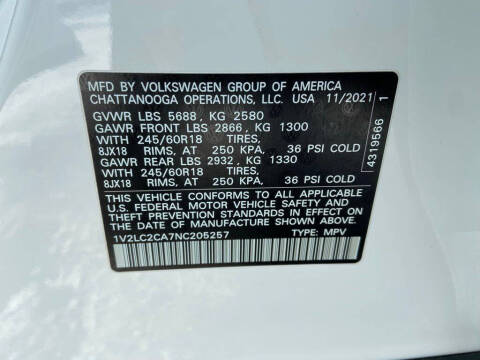 MFD BY VOLKSWAGEN GROUP OF AMERICA
CHATTANOOGA OPERATIONS, LLC. USA 11/2021
GVWR LBS 5688, KG 2580
GAWR FRONT LBS 2866, KG 1300
WITH 245/60R18
8JX18 RIMS, AT 250 KPA, 36 PSI COLD
GAWR REAR LBS 2932, KG 1330
WITH 245/60R18
8JX18 RIMS, AT 250 KPA, 36 PSI COLD
THIS VEHICLE CONFORMS TO ALL APPLICABLE
U.S. FEDERAL MOTOR VEHICLE SAFETY AND
THEFT PREVENTION STANDARDS IN EFFECT ON
THE DATE OF MANUFACTURE SHOWN ABOVE.
1V2LC2CA7NC205257 TYPE: MPV
4319566 1